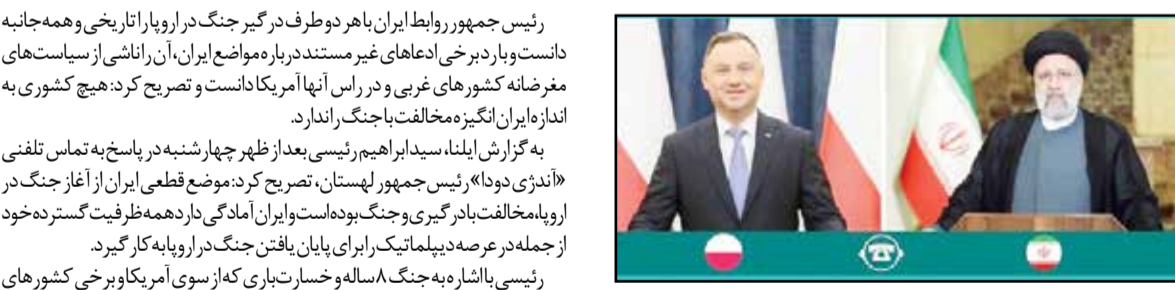 رئیس جمهور روابط ایران با هر دو طرف درگیر جنگ در اروپا را تاریخی و همه جانبه
دانست و با رد برخی ادعاهای غیر مستند درباره مواضع ایران، آن را ناشی از سیاست‌های
مغرضانه کشورهای غربی و در راس آنها آمریکا دانست و تصریح کرد: هیچ کشوری به
اندازه ایران انگیزه مخالفت با جنگ را ندارد.
به گزارش ایلنا، سیدابراهیم رئیسی بعداز ظهر چهارشنبه در پاسخ به تماس تلفنی
«آندژی دودا» رئیس جمهور لهستان، تصریح کرد: موضع قطعی ایران از آغاز جنگ در
اروپا، مخالفت با درگیری و جنگ بوده است و ایران آمادگی دارد همه ظرفیت گسترده خود
از جمله در عرصه دیپلماتیک را برای پایان یافتن جنگ در اروپا به کار گیرد.
رئیسی با اشاره به جنگ ۸ ساله و خسارت‌باری که از سوی آمریکا و برخی کشورهای